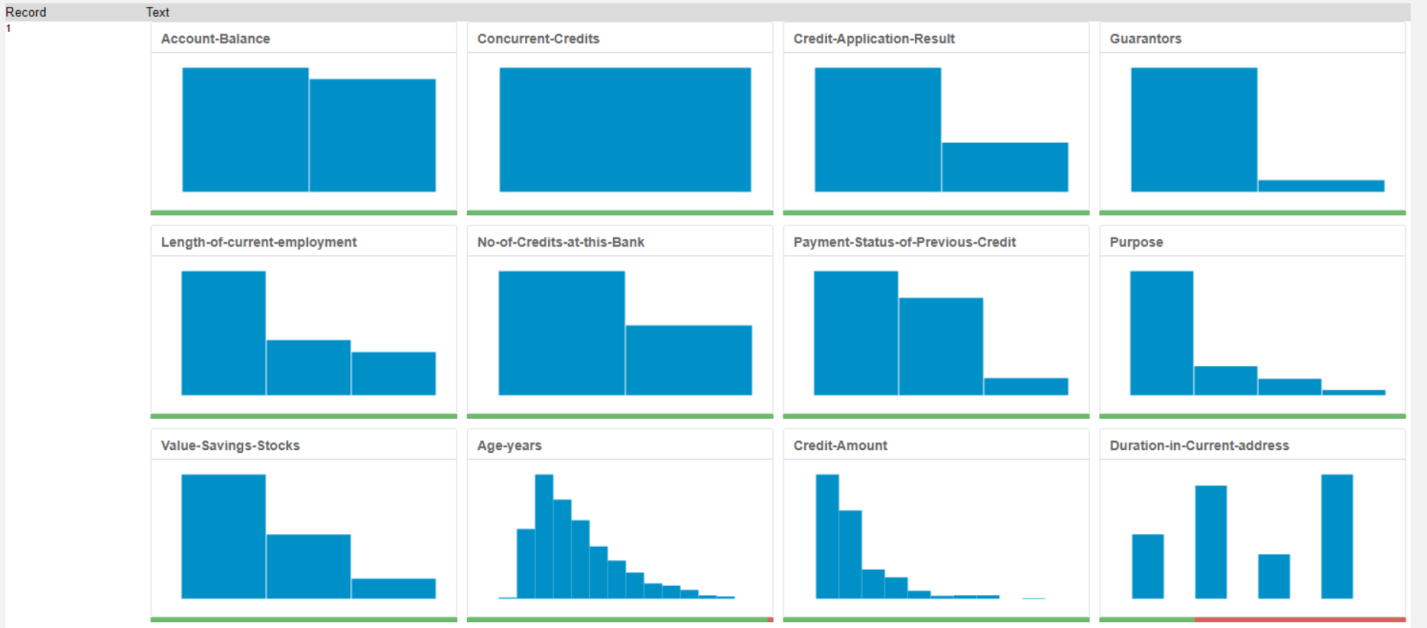 Record Text
1
Account-Balance Concurrent-Credits Credit-Application-Result Guarantors
Length-of-current-employment No-of-Credits-at-this-Bank Payment-Status-of-Previous-Credit Purpose
Value-Savings-Stocks Age-years Credit-Amount Duration-in-Current-address